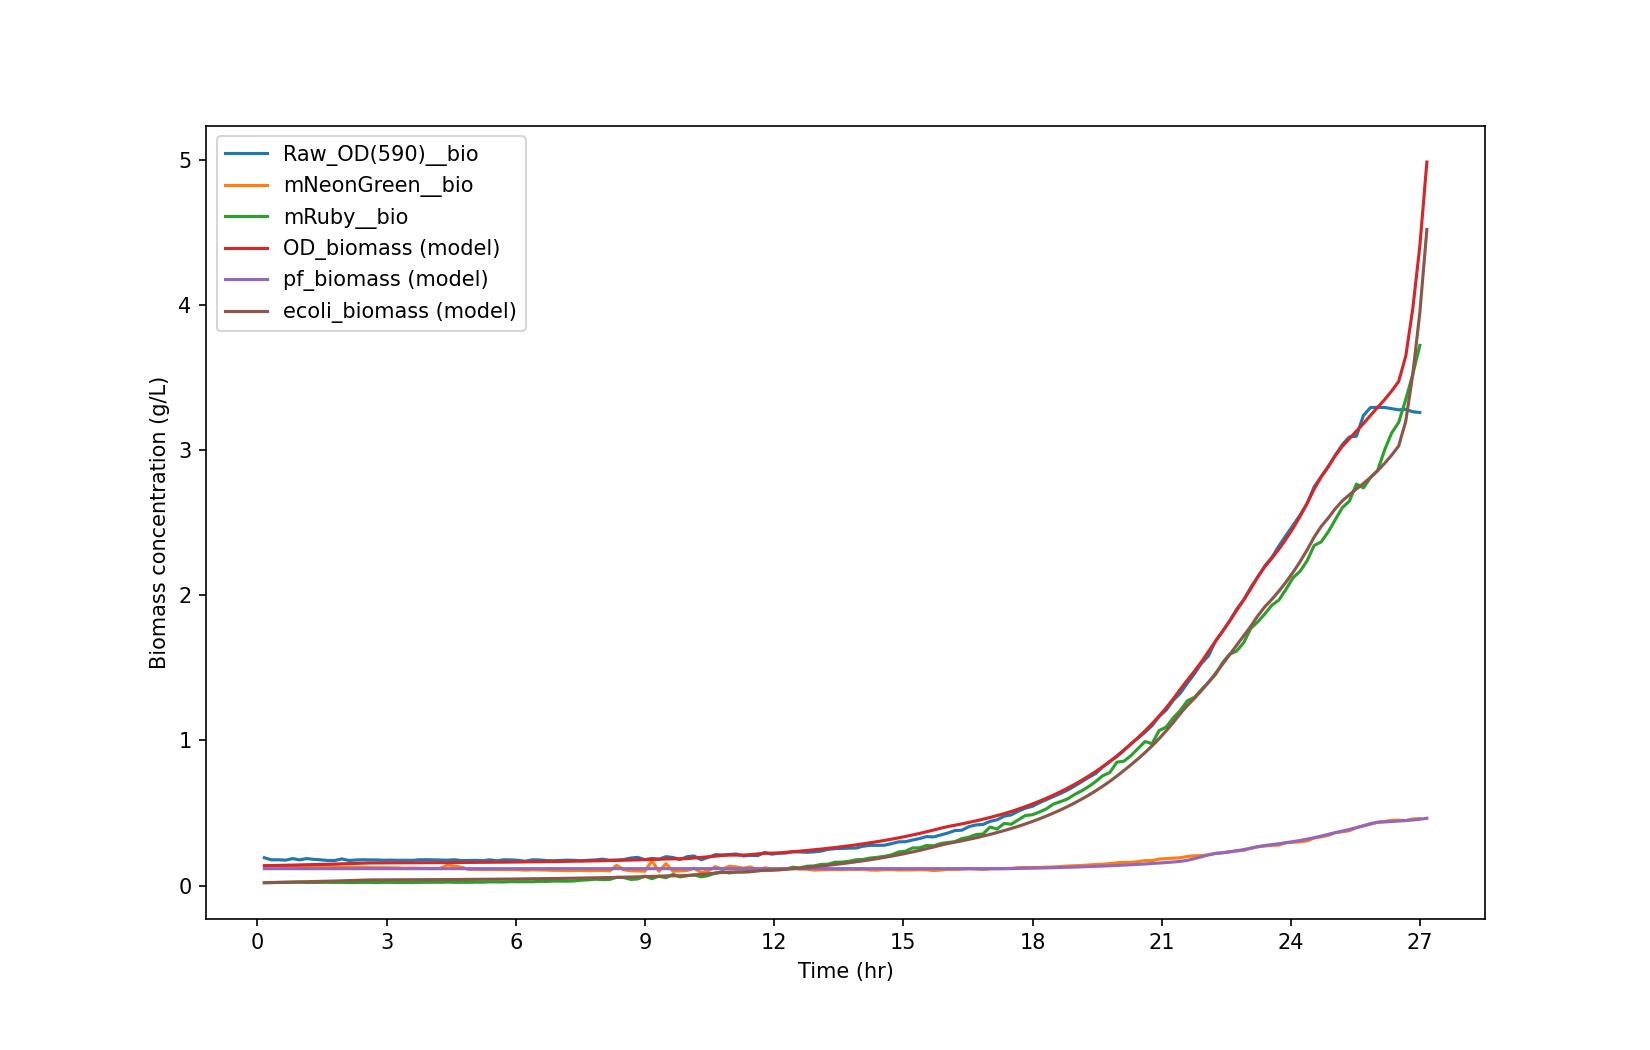 Raw_OD(590)__bio
mNeonGreen__bio
mRuby__bio
OD_biomass (model)
pf_biomass (model)
ecoli_biomass (model)
Biomass concentration (g/L)
5
4
3
2
1
0
0 3 6 9 12 15 18 21 24 27
Time (hr)